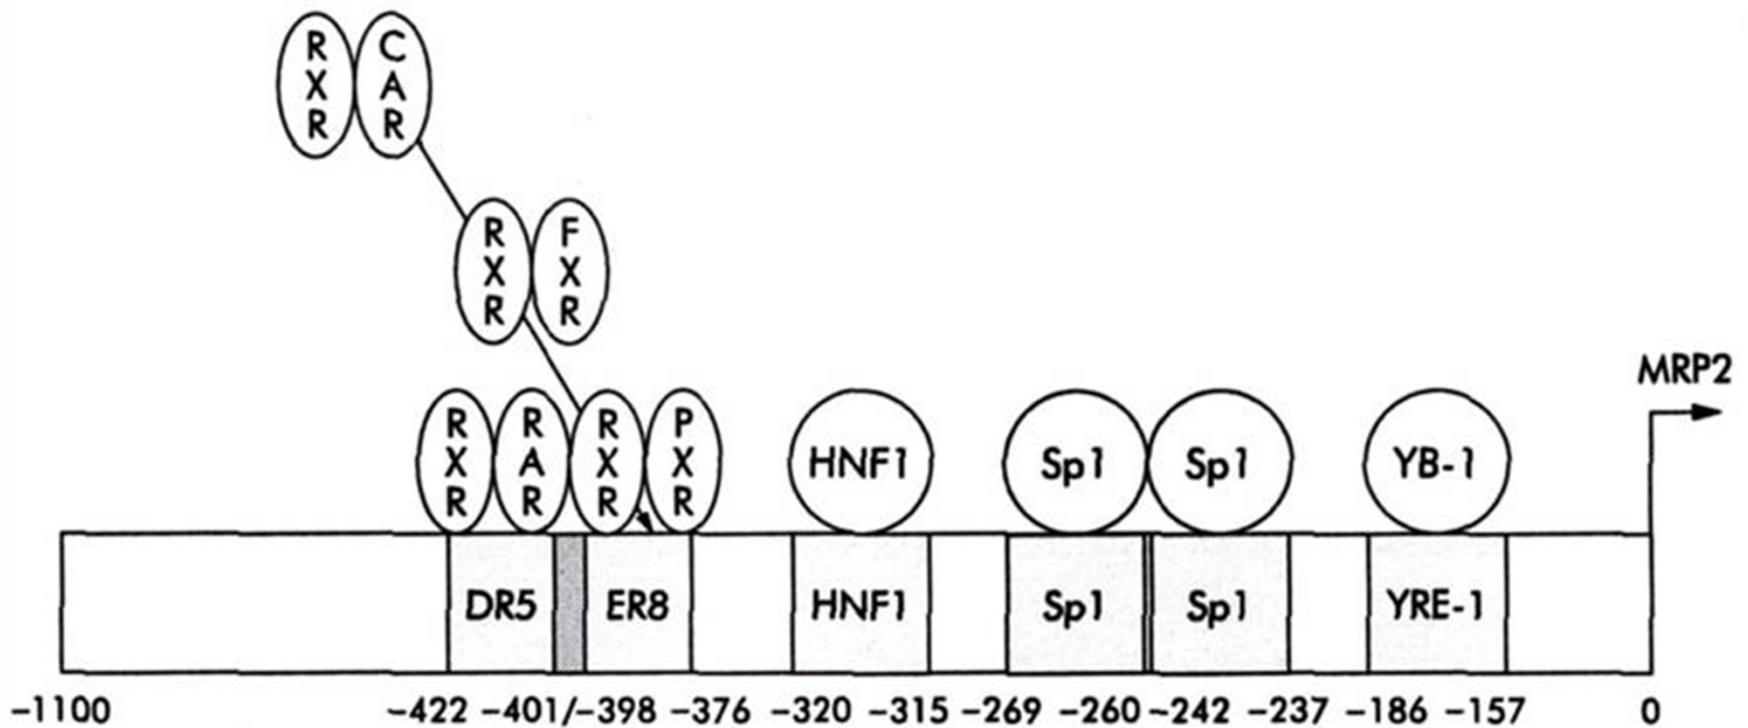 RXR CAR
RXR FXR
MRP2
RXR RAR RXR PXR HNF1 Sp1 Sp1 YB-1
DR5 ER8 HNF1 Sp1 Sp1 YRE-1
-1100 -422 -401/-398 -376 -320 -315 -269 -260 -242 -237 -186 -157 0